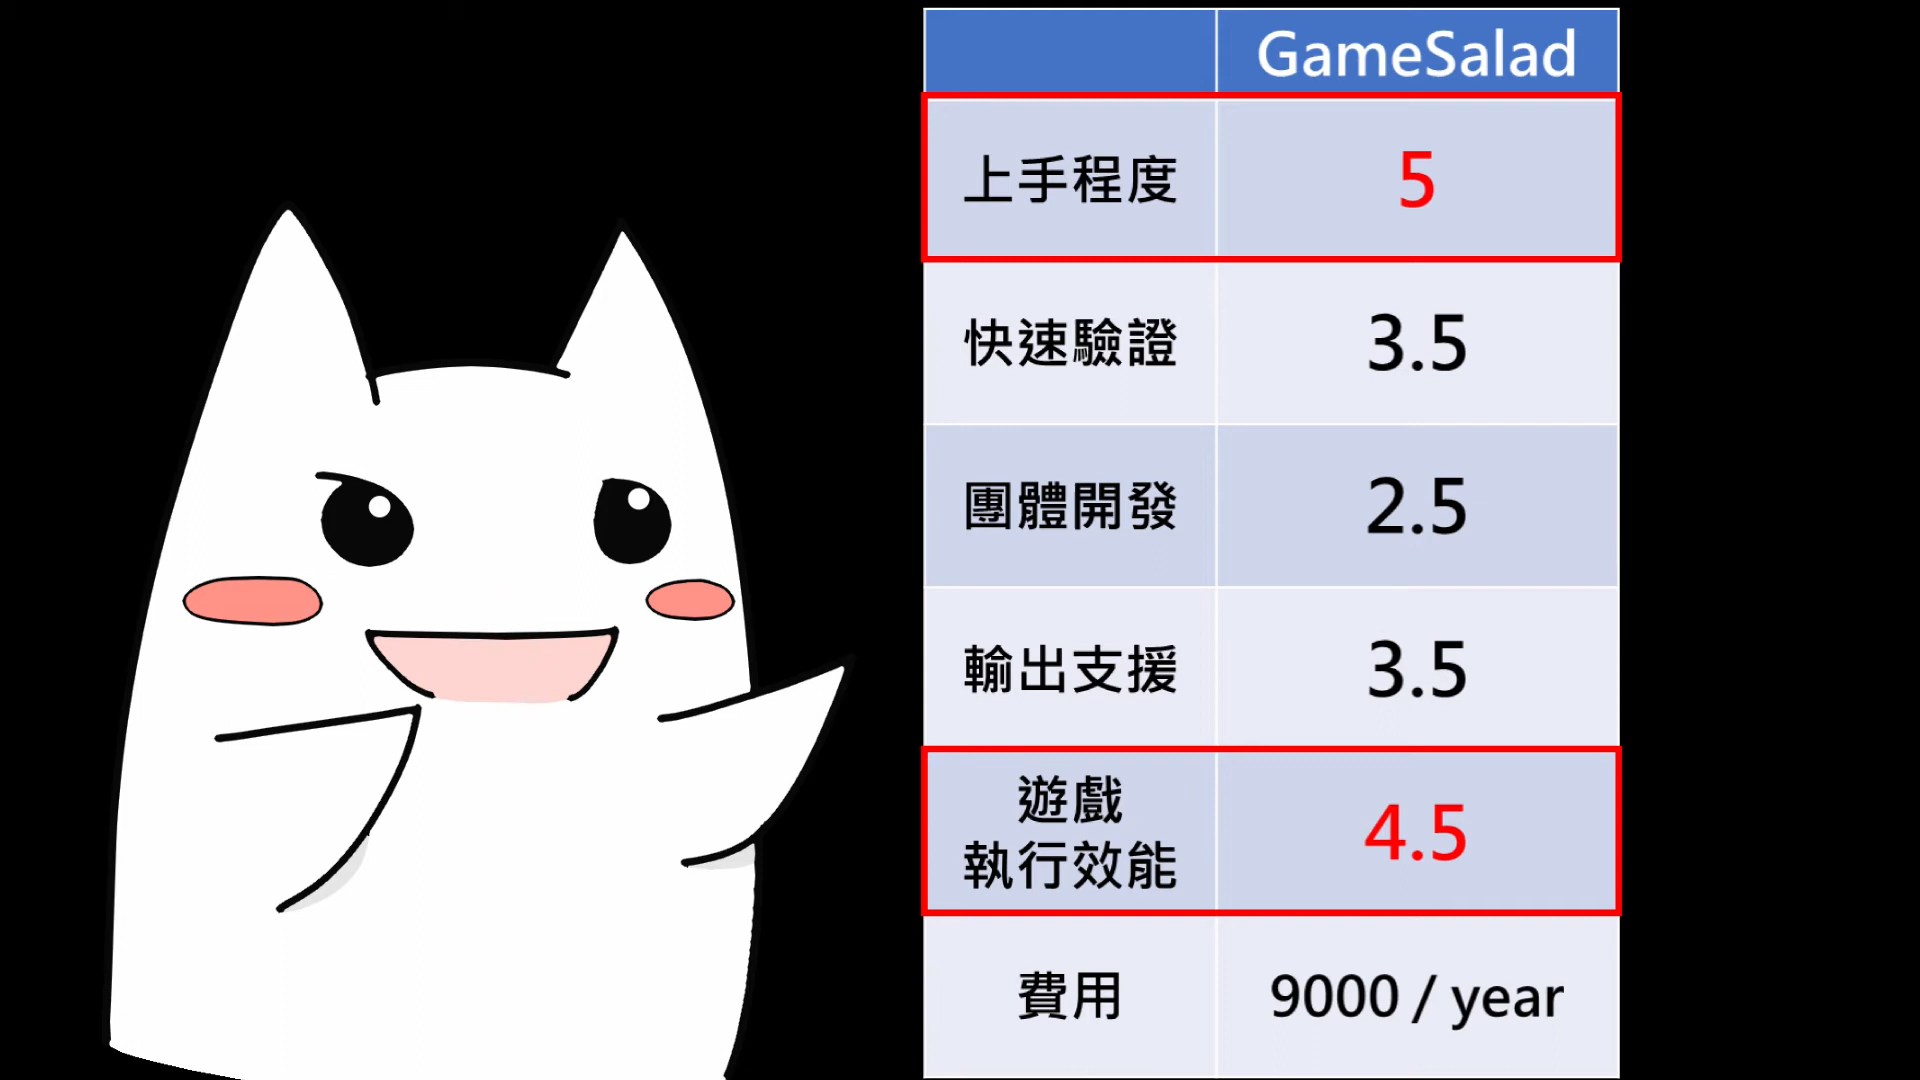 GameSalad
上手程度 5
快速驗證 3.5
團體開發 2.5
輸出支援 3.5
遊戲
執行效能 4.5
費用 9000 / year